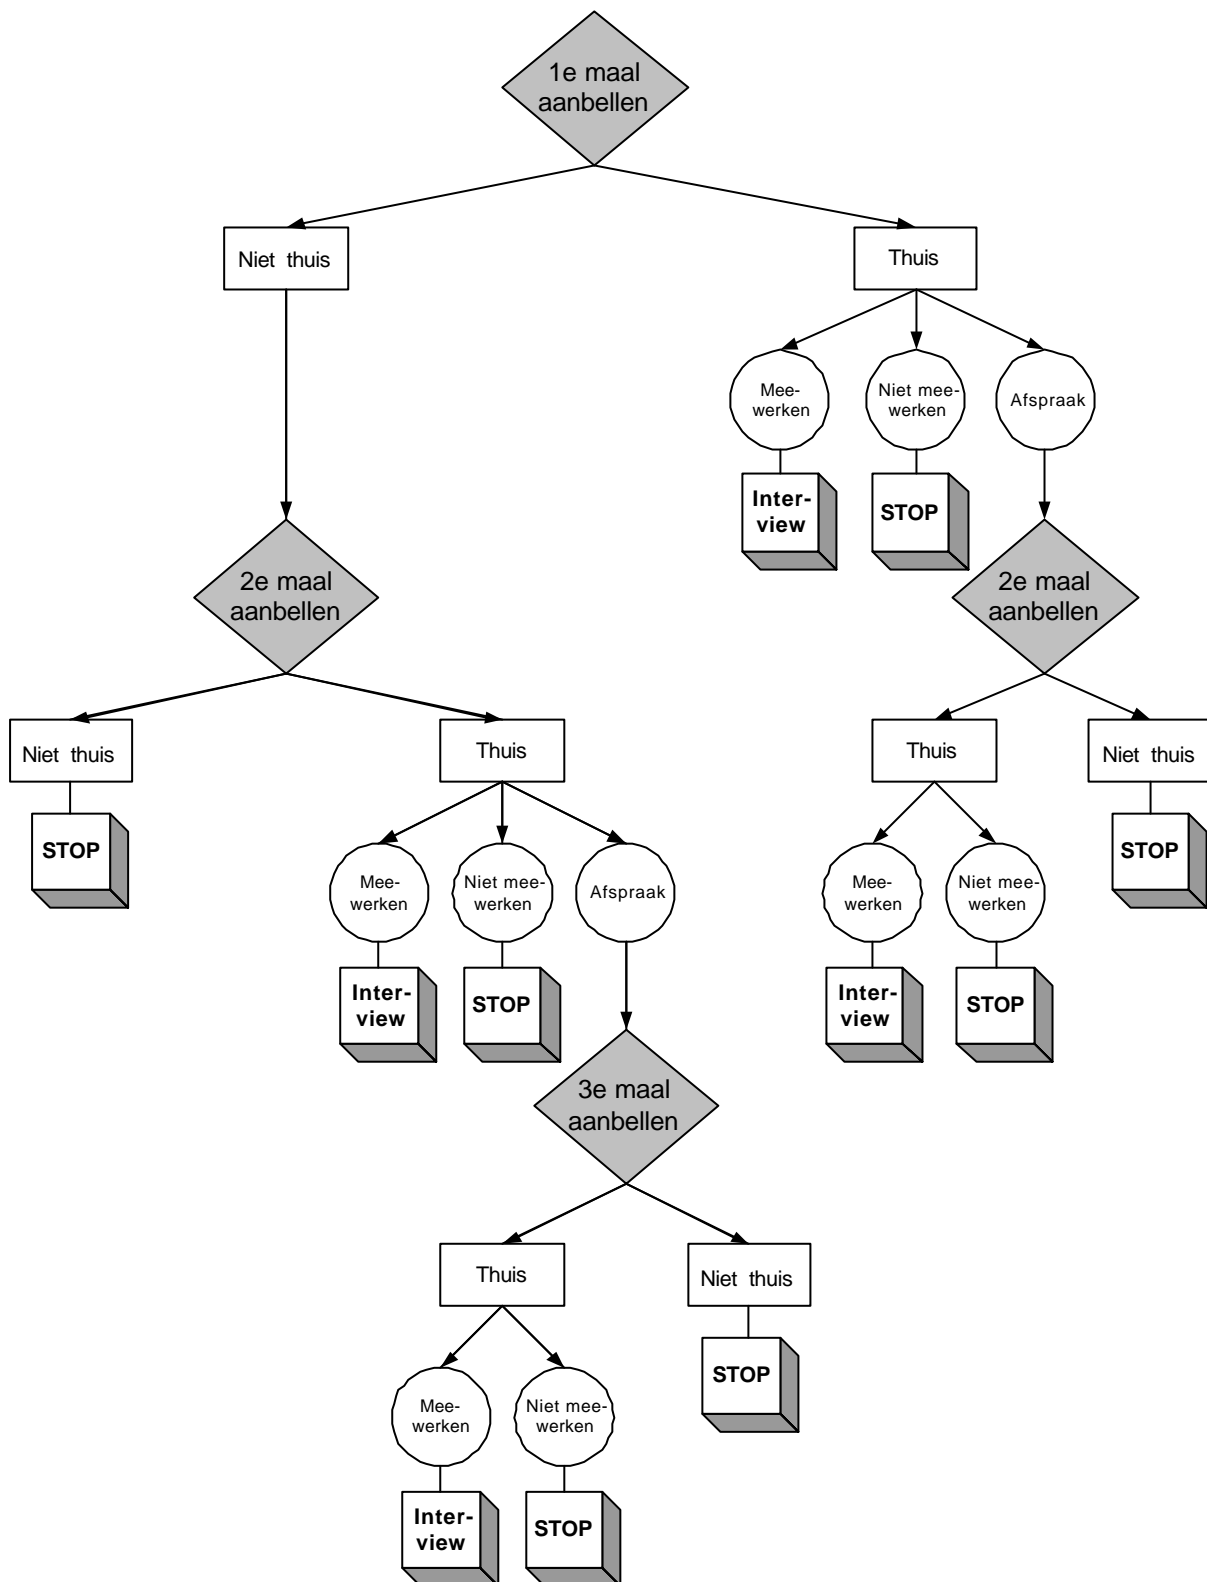 1e maal
aanbellen
Niet thuis
Thuis
Mee-
werken
Niet mee-
werken
Afspraak
Inter-
view
STOP
2e maal
aanbellen
2e maal
aanbellen
Niet thuis
Thuis
Thuis
Niet thuis
STOP
STOP
Mee-
werken
Niet mee-
werken
Afspraak
Mee-
werken
Niet mee-
werken
Inter-
view
STOP
Inter-
view
STOP
3e maal
aanbellen
Thuis
Niet thuis
STOP
Mee-
werken
Niet mee-
werken
Inter-
view
STOP